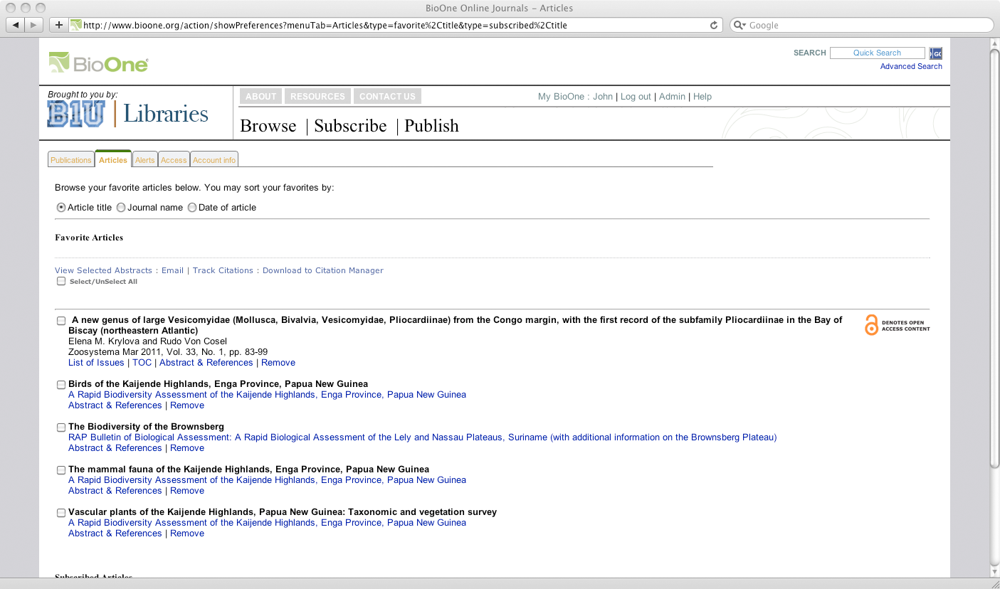 BioOne Online Journals – Articles
http://www.bioone.org/action/showPreferences?menuTab=Articles&type=favorite%2Ctitle&type=subscribed%2Ctitle
Google
BioOne
SEARCH Quick Search GO
Advanced Search
Brought to you by:
B1U | Libraries
ABOUT RESOURCES CONTACT US
My BioOne : John | Log out | Admin | Help
Browse | Subscribe | Publish
Publications Articles Alerts Access Account info
Browse your favorite articles below. You may sort your favorites by:
Article title Journal name Date of article
Favorite Articles
View Selected Abstracts : Email | Track Citations : Download to Citation Manager
Select/UnSelect All
A new genus of large Vesicomyidae (Mollusca, Bivalvia, Vesicomyidae, Pliocardiinae) from the Congo margin, with the first record of the subfamily Pliocardiinae in the Bay of
Biscay (northeastern Atlantic)
DENOTES OPEN
ACCESS CONTENT
Elena M. Krylova and Rudo Von Cosel
Zoosystema Mar 2011, Vol. 33, No. 1, pp. 83-99
List of Issues | TOC | Abstract & References | Remove
Birds of the Kaijende Highlands, Enga Province, Papua New Guinea
A Rapid Biodiversity Assessment of the Kaijende Highlands, Enga Province, Papua New Guinea
Abstract & References | Remove
The Biodiversity of the Brownsberg
RAP Bulletin of Biological Assessment: A Rapid Biological Assessment of the Lely and Nassau Plateaus, Suriname (with additional information on the Brownsberg Plateau)
Abstract & References | Remove
The mammal fauna of the Kaijende Highlands, Enga Province, Papua New Guinea
A Rapid Biodiversity Assessment of the Kaijende Highlands, Enga Province, Papua New Guinea
Abstract & References | Remove
Vascular plants of the Kaijende Highlands, Papua New Guinea: Taxonomic and vegetation survey
A Rapid Biodiversity Assessment of the Kaijende Highlands, Enga Province, Papua New Guinea
Abstract & References | Remove
Subscribed Articles